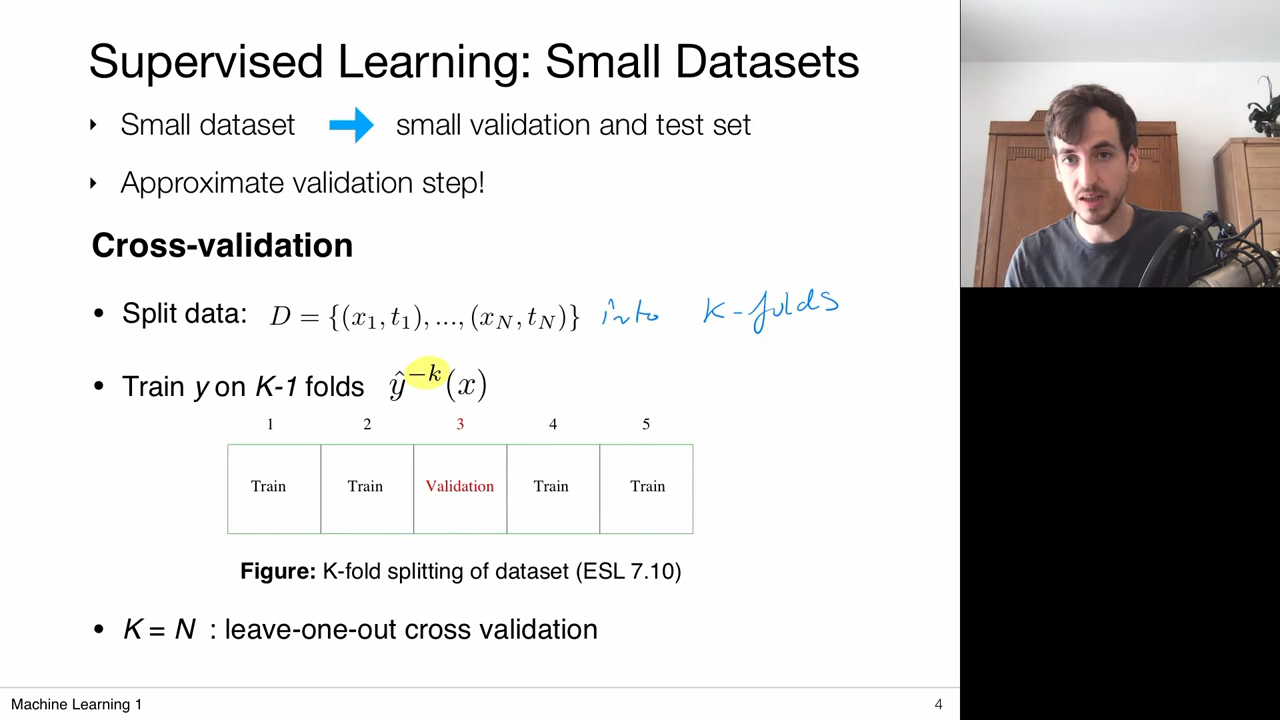 Supervised Learning: Small Datasets
‣ Small dataset → small validation and test set
‣ Approximate validation step!
Cross-validation
• Split data: D = {(x₁, t₁), ..., (x_N, t_N)} into K-folds
• Train y on K-1 folds ŷ⁻ᵏ(x)
1 2 3 4 5
Train Train Validation Train Train
Figure: K-fold splitting of dataset (ESL 7.10)
• K = N : leave-one-out cross validation
Machine Learning 1 4